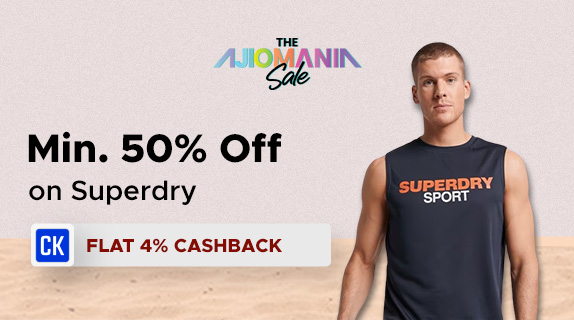 THE
AJIOMANIA
Sale
Min. 50% Off
on Superdry
CK FLAT 4% CASHBACK
SUPERDRY
SPORT